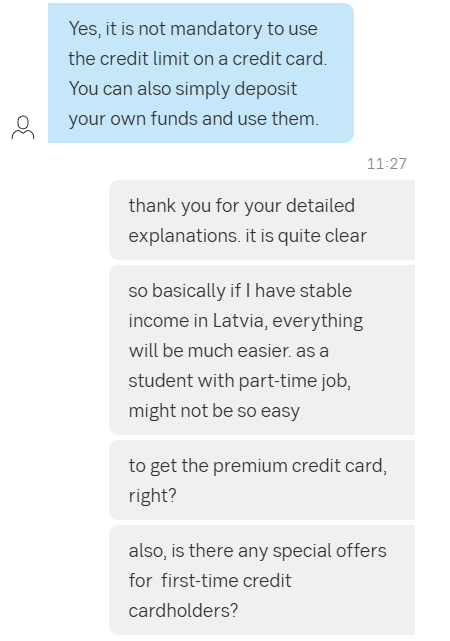 Yes, it is not mandatory to use
the credit limit on a credit card.
You can also simply deposit
your own funds and use them.
11:27
thank you for your detailed
explanations. it is quite clear
so basically if I have stable
income in Latvia, everything
will be much easier. as a
student with part-time job,
might not be so easy
to get the premium credit card,
right?
also, is there any special offers
for first-time credit
cardholders?